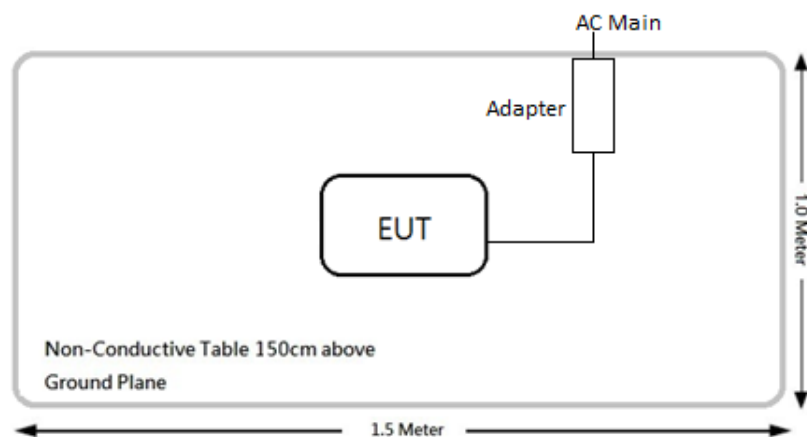 AC Main
Adapter
EUT
1.0 Meter
Non-Conductive Table 150cm above
Ground Plane
1.5 Meter